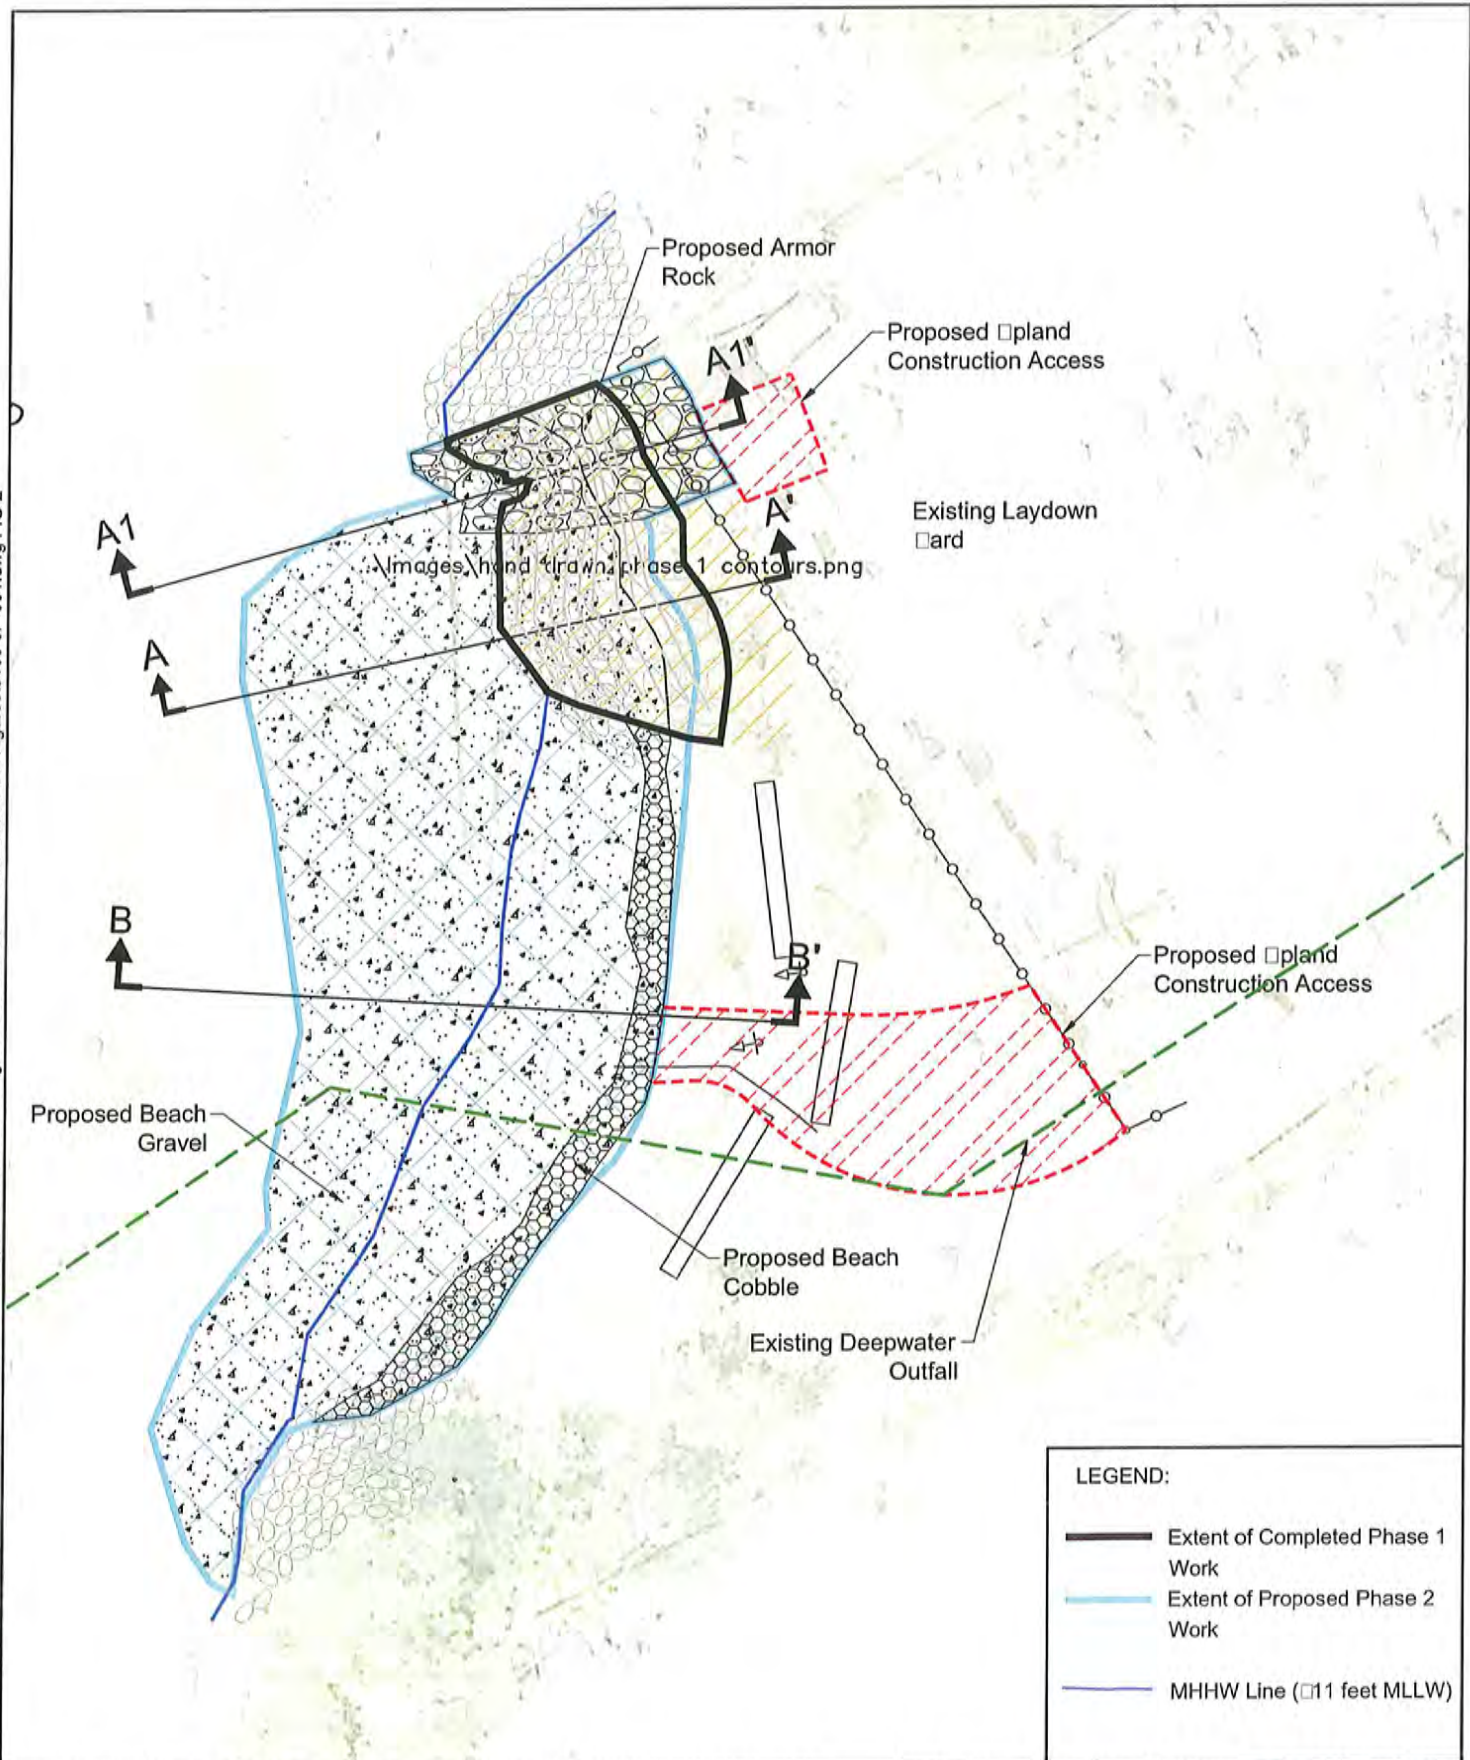 Proposed Armor
Rock
Proposed □pland
Construction Access
A1'
A1
A'
Existing Laydown
□ard
\Images\hand drawn phase 1 contours.png
A
B
B'
Proposed □pland
Construction Access
Proposed Beach
Gravel
Proposed Beach
Cobble
Existing Deepwater
Outfall
LEGEND:
Extent of Completed Phase 1
Work
Extent of Proposed Phase 2
Work
MHHW Line (□11 feet MLLW)